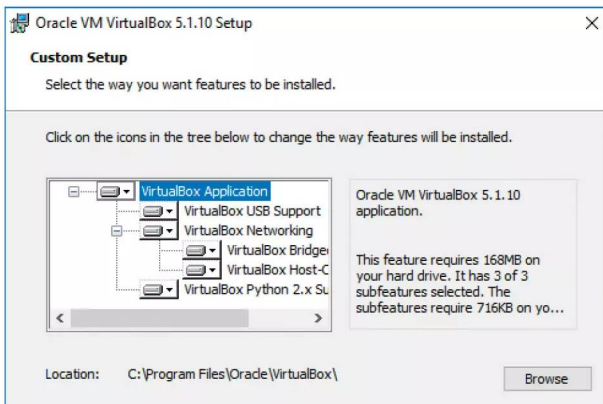 Oracle VM VirtualBox 5.1.10 Setup
Custom Setup
Select the way you want features to be installed.
Click on the icons in the tree below to change the way features will be installed.
VirtualBox Application
VirtualBox USB Support
VirtualBox Networking
VirtualBox Bridge
VirtualBox Host-C
VirtualBox Python 2.x Su
Oracle VM VirtualBox 5.1.10
application.
This feature requires 168MB on
your hard drive. It has 3 of 3
subfeatures selected. The
subfeatures require 716KB on yo...
Location: C:\Program Files\Oracle\VirtualBox\
Browse